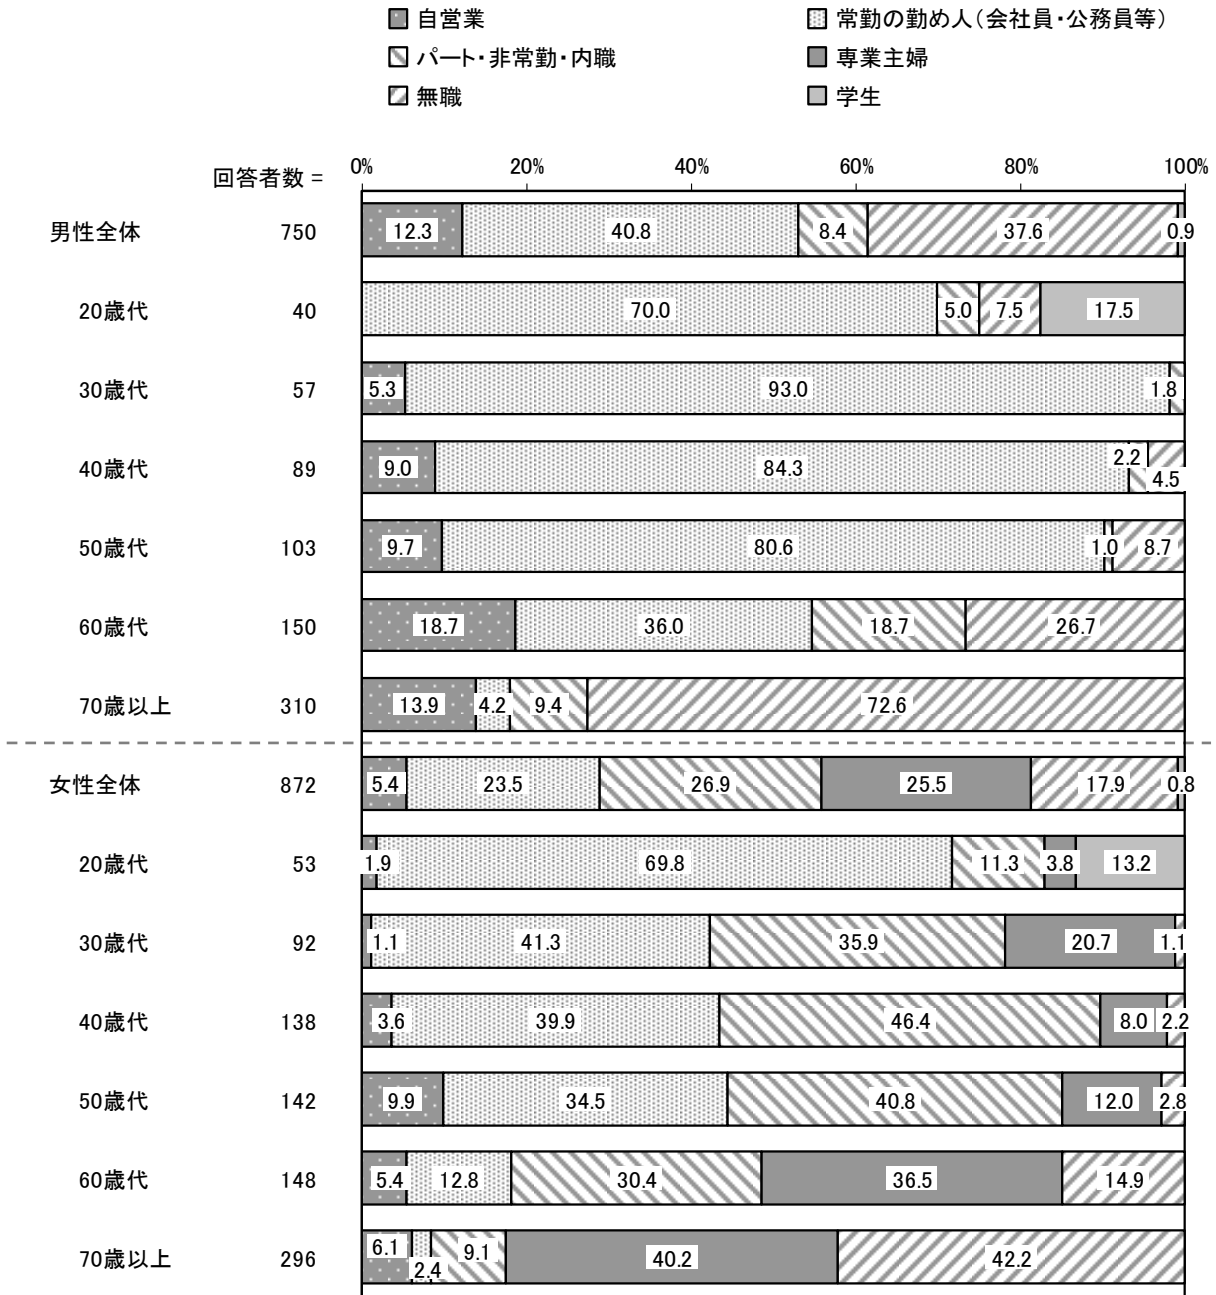 自営業 常勤の勤め人(会社員・公務員等)
パート・非常勤・内職 専業主婦
無職 学生
回答者数 = 0% 20% 40% 60% 80% 100%
男性全体 750 12.3 40.8 8.4 37.6 0.9
20歳代 40 70.0 5.0 7.5 17.5
30歳代 57 5.3 93.0 1.8
40歳代 89 9.0 84.3 2.2 4.5
50歳代 103 9.7 80.6 1.0 8.7
60歳代 150 18.7 36.0 18.7 26.7
70歳以上 310 13.9 4.2 9.4 72.6
女性全体 872 5.4 23.5 26.9 25.5 17.9 0.8
20歳代 53 1.9 69.8 11.3 3.8 13.2
30歳代 92 1.1 41.3 35.9 20.7 1.1
40歳代 138 3.6 39.9 46.4 8.0 2.2
50歳代 142 9.9 34.5 40.8 12.0 2.8
60歳代 148 5.4 12.8 30.4 36.5 14.9
70歳以上 296 6.1 2.4 9.1 40.2 42.2